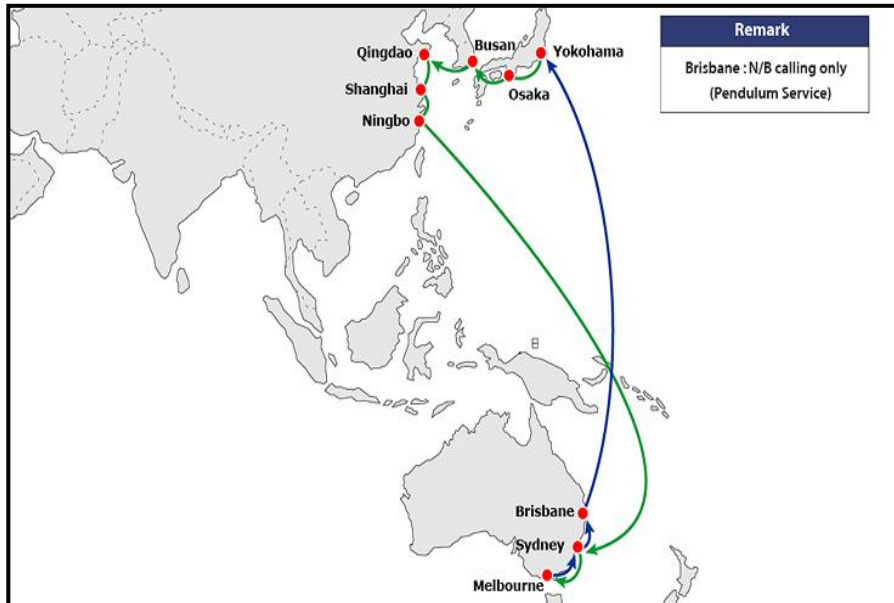 Remark
Brisbane : N/B calling only
(Pendulum Service)
Qingdao
Busan
Yokohama
Shanghai
Osaka
Ningbo
Brisbane
Sydney
Melbourne